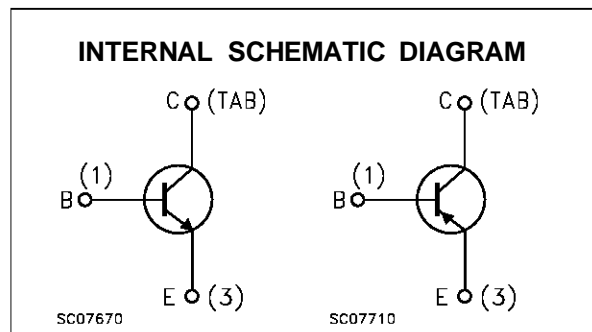 INTERNAL SCHEMATIC DIAGRAM
C (TAB)
(1)
B
E (3)
SC07670
C (TAB)
(1)
B
E (3)
SC07710